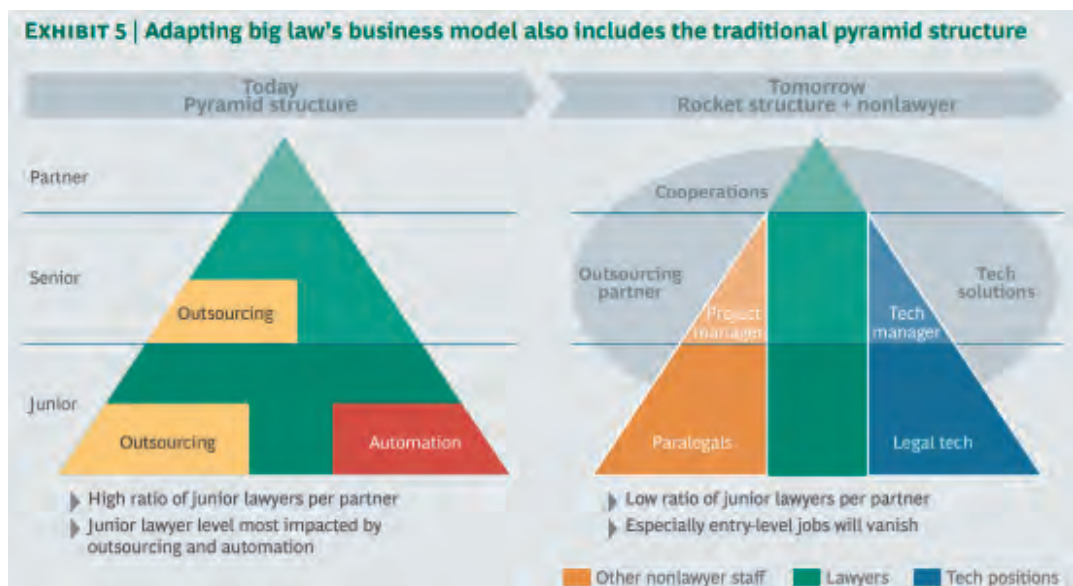 EXHIBIT 5 | Adapting big law's business model also includes the traditional pyramid structure
Today
Pyramid structure
Tomorrow
Rocket structure + nonlawyer
Partner
Senior
Junior
Outsourcing
Outsourcing
Automation
High ratio of junior lawyers per partner
Junior lawyer level most impacted by
outsourcing and automation
Cooperations
Outsourcing
partner
Tech
solutions
Project
manager
Tech
manager
Paralegals
Legal tech
Low ratio of junior lawyers per partner
Especially entry-level jobs will vanish
Other nonlawyer staff
Lawyers
Tech positions